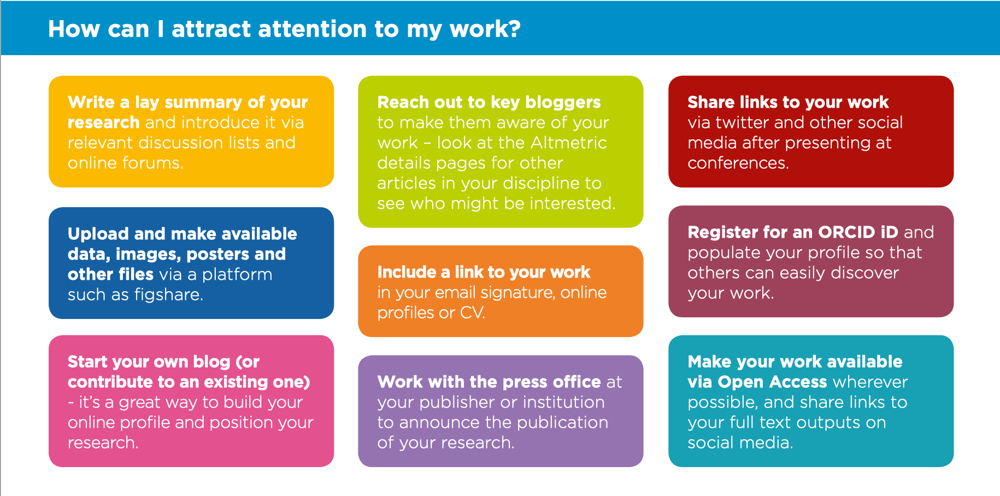 How can I attract attention to my work?
Write a lay summary of your
research and introduce it via
relevant discussion lists and
online forums.
Upload and make available
data, images, posters and
other files via a platform
such as figshare.
Start your own blog (or
contribute to an existing one)
- it’s a great way to build your
online profile and position your
research.
Reach out to key bloggers
to make them aware of your
work – look at the Altmetric
details pages for other
articles in your discipline to
see who might be interested.
Include a link to your work
in your email signature, online
profiles or CV.
Work with the press office at
your publisher or institution
to announce the publication
of your research.
Share links to your work
via twitter and other social
media after presenting at
conferences.
Register for an ORCID iD and
populate your profile so that
others can easily discover
your work.
Make your work available
via Open Access wherever
possible, and share links to
your full text outputs on
social media.